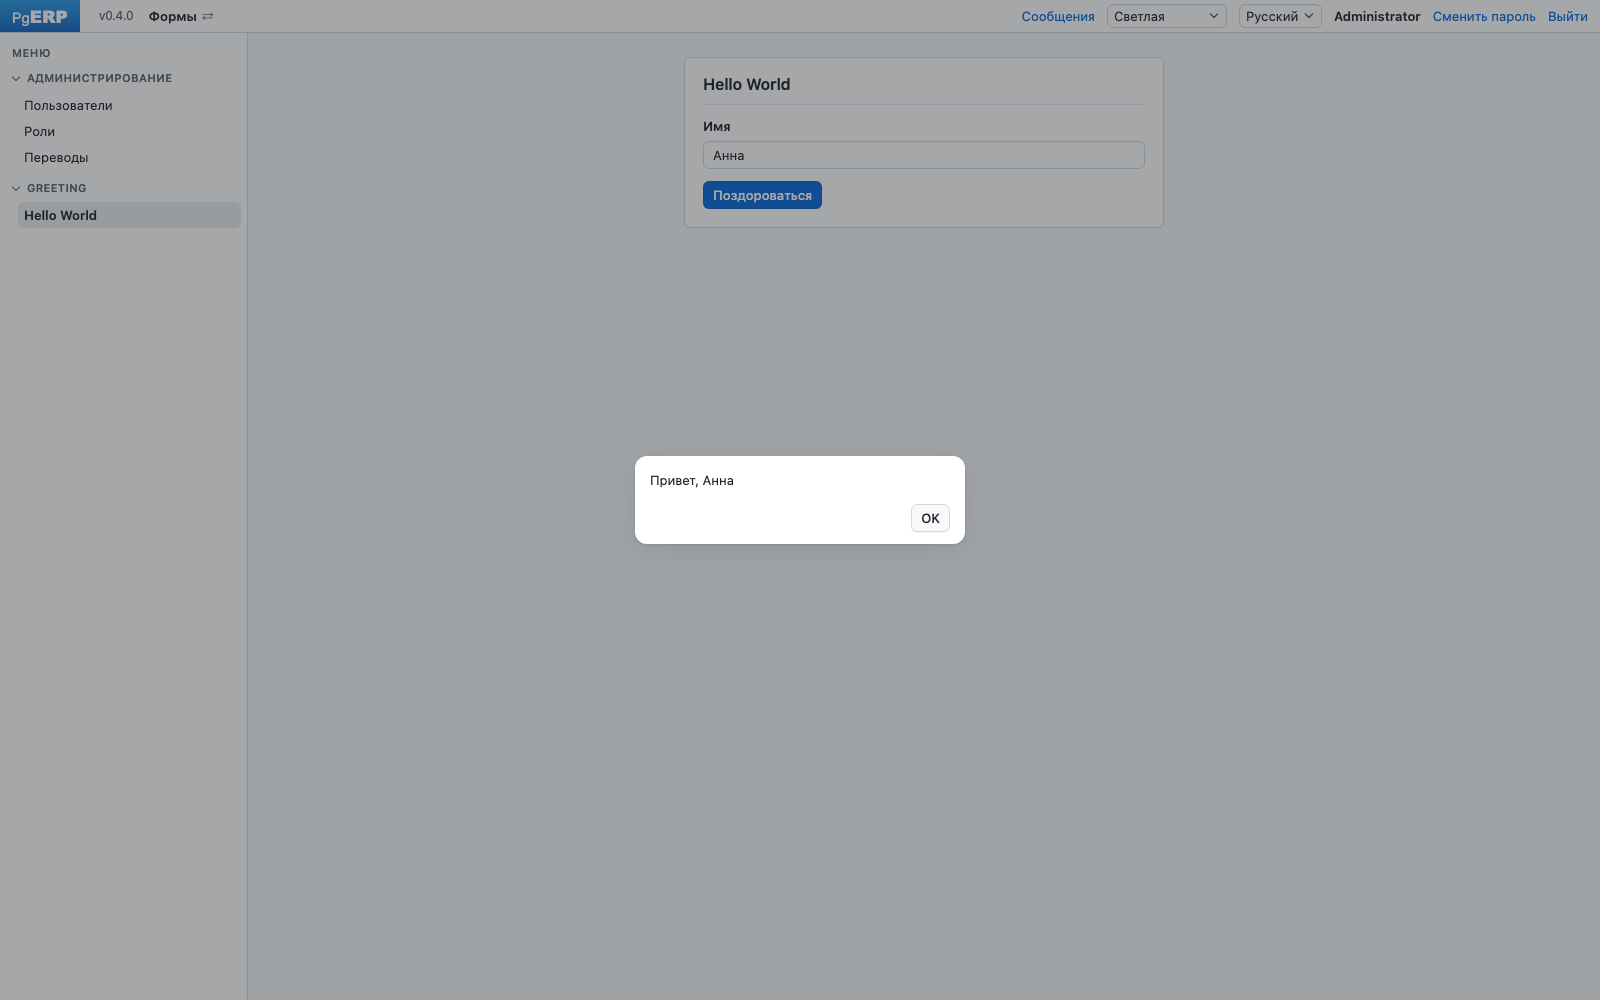 PgERP v0.4.0 Формы ⇄ Сообщения Светлая Русский Administrator Сменить пароль Выйти
МЕНЮ
АДМИНИСТРИРОВАНИЕ
Пользователи
Роли
Переводы
GREETING
Hello World
Hello World
Имя
Анна
Поздороваться
Привет, Анна
OK